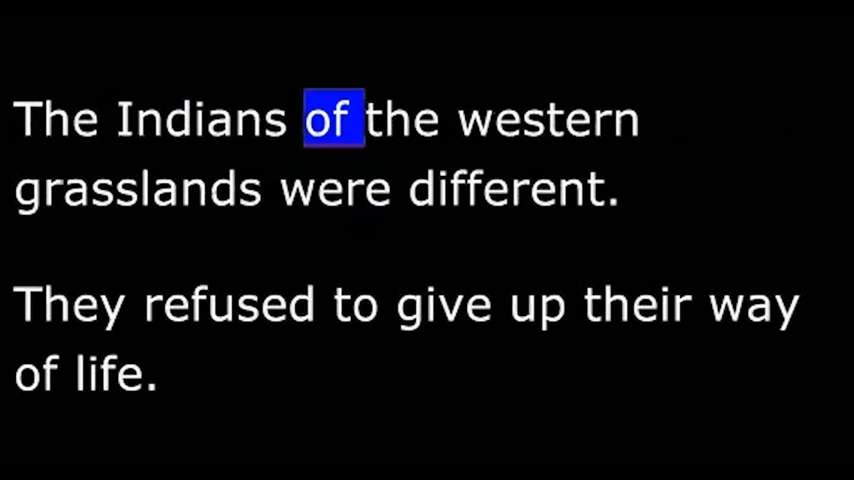 The Indians of the western
grasslands were different.
They refused to give up their way
of life.